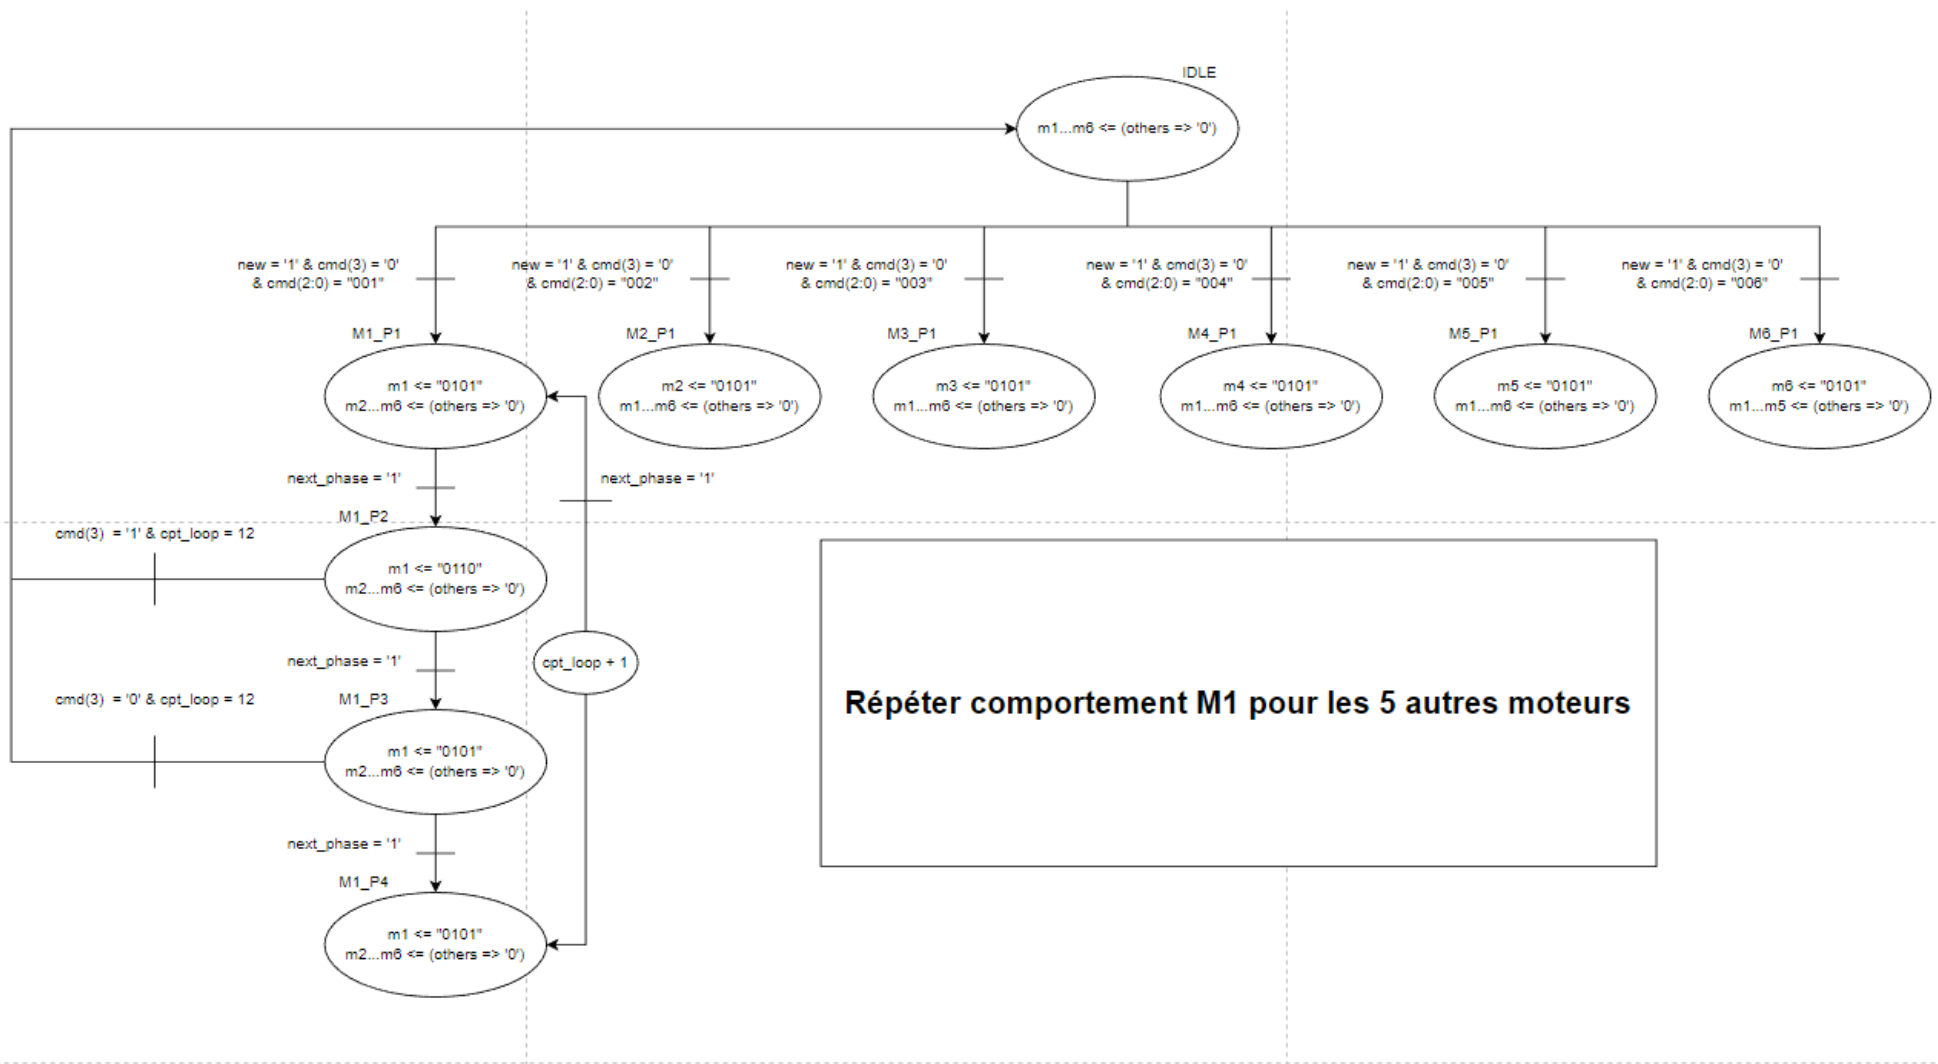 IDLE
m1...m6 <= (others => '0')
new = '1' & cmd(3) = '0'
& cmd(2:0) = "001"
new = '1' & cmd(3) = '0'
& cmd(2:0) = "002"
new = '1' & cmd(3) = '0'
& cmd(2:0) = "003"
new = '1' & cmd(3) = '0'
& cmd(2:0) = "004"
new = '1' & cmd(3) = '0'
& cmd(2:0) = "005"
new = '1' & cmd(3) = '0'
& cmd(2:0) = "006"
M1_P1
M2_P1
M3_P1
M4_P1
M5_P1
M6_P1
m1 <= "0101"
m2...m6 <= (others => '0')
m2 <= "0101"
m1...m6 <= (others => '0')
m3 <= "0101"
m1...m6 <= (others => '0')
m4 <= "0101"
m1...m6 <= (others => '0')
m5 <= "0101"
m1...m6 <= (others => '0')
m6 <= "0101"
m1...m5 <= (others => '0')
next_phase = '1'
next_phase = '1'
M1_P2
cmd(3)  = '1' & cpt_loop = 12
m1 <= "0110"
m2...m6 <= (others => '0')
next_phase = '1'
cpt_loop + 1
cmd(3)  = '0' & cpt_loop = 12
M1_P3
Répéter comportement M1 pour les 5 autres moteurs
m1 <= "0101"
m2...m6 <= (others => '0')
next_phase = '1'
M1_P4
m1 <= "0101"
m2...m6 <= (others => '0')